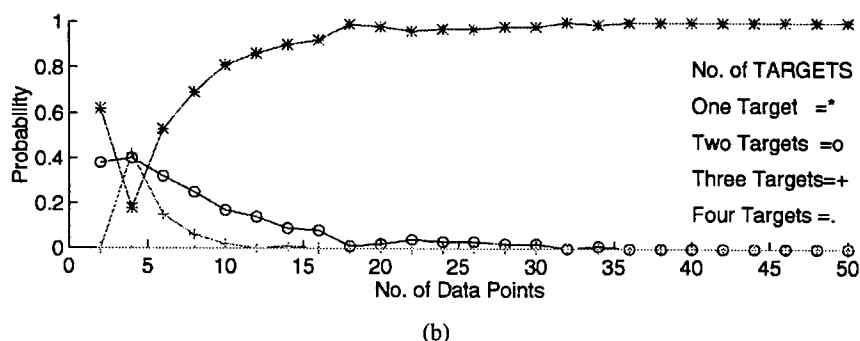 1
0.8
0.6
0.4
0.2
0
Probability
No. of TARGETS
One Target =*
Two Targets =o
Three Targets=+
Four Targets =.
0 5 10 15 20 25 30 35 40 45 50
No. of Data Points
(b)